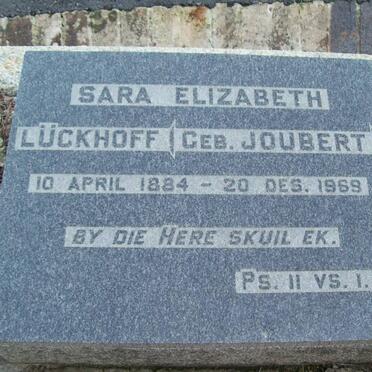 SARA ELIZABETH
LÜCKHOFF (GEB. JOUBERT
10 APRIL 1884 – 20 DES. 1969
BY DIE HERE SKUIL EK.
PS. 11 VS. 1.